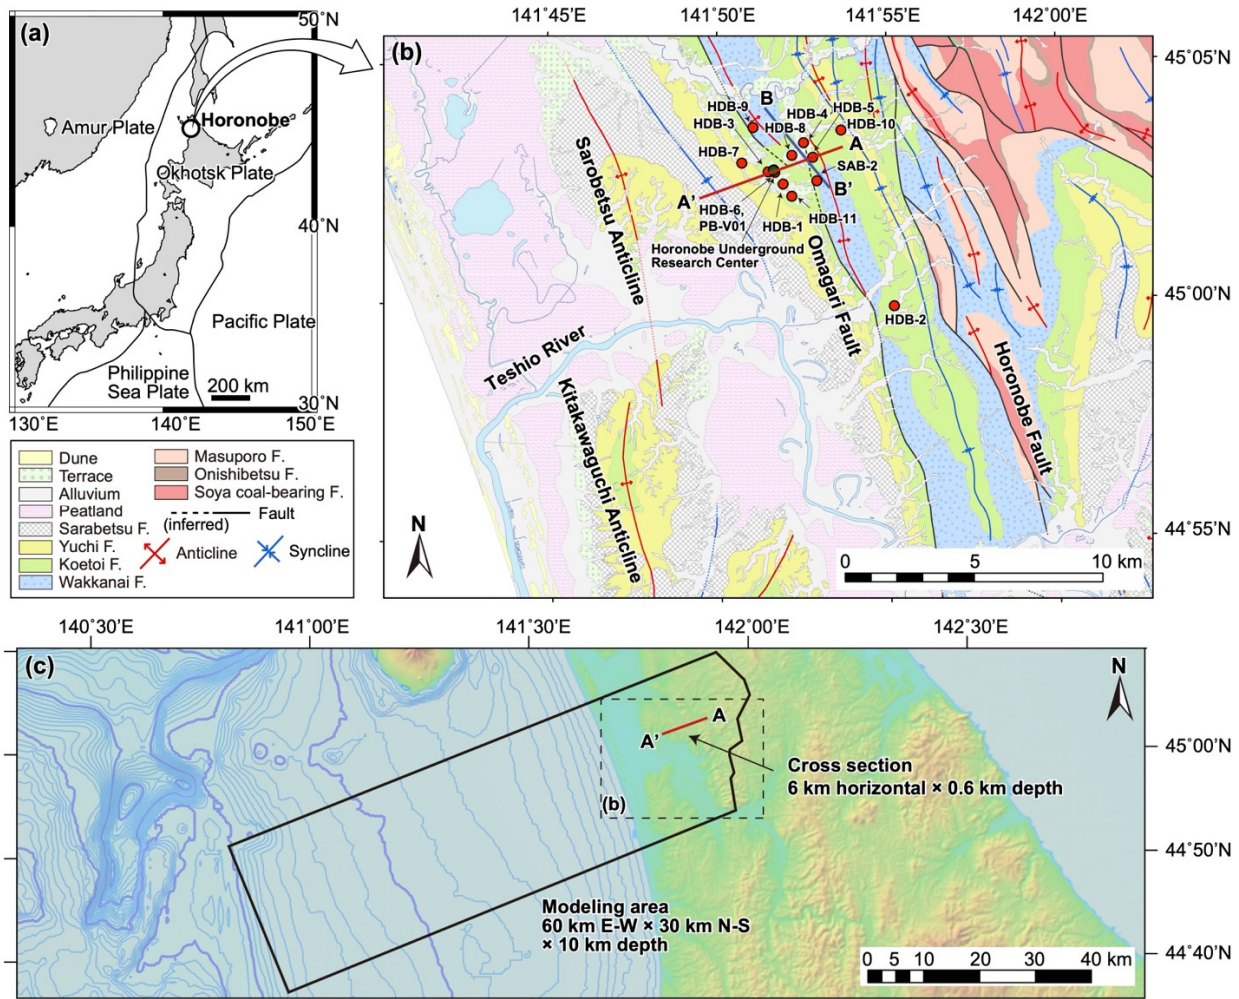 (a)
50˚N
Amur Plate
Horonobe
Okhotsk Plate
40˚N
Pacific Plate
Philippine
Sea Plate
200 km
30˚N
130˚E
140˚E
150˚E
Dune
Terrace
Alluvium
Peatland
Sarabetsu F.
Yuchi F.
Koetoi F.
Wakkanai F.
Masuporo F.
Onishibetsu F.
Soya coal-bearing F.
Fault
(inferred)
Anticline
Syncline
(b)
141˚45'E
141˚50'E
141˚55'E
142˚00'E
45˚05'N
45˚00'N
44˚55'N
HDB-9
B
HDB-3
HDB-8
HDB-4
HDB-5
HDB-10
HDB-7
A
SAB-2
B'
A'
HDB-6,
PB-V01
HDB-1
HDB-11
Horonobe Underground
Research Center
HDB-2
Sarobetsu Anticline
Omagari Fault
Teshio River
Kitakawaguchi Anticline
Horonobe Fault
N
0
5
10 km
(c)
140˚30'E
141˚00'E
141˚30'E
142˚00'E
142˚30'E
N
A
A'
(b)
Cross section
6 km horizontal × 0.6 km depth
Modeling area
60 km E-W × 30 km N-S
× 10 km depth
45˚00'N
44˚50'N
44˚40'N
0 5 10 20 30 40 km